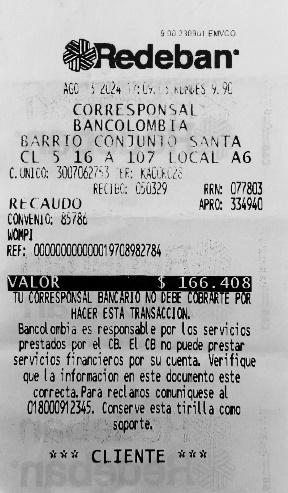 Redeban
CORRESPONSAL
BANCOLOMBIA
BARRIO CONJUNTO SANTA
CL 5 16 A 107 LOCAL A6
C.UNICO: 3007062753 TER:
RECIBO: 050329 RRN: 077803
RECAUDO APRO: 334940
CONVENIO: 85786
WOMPI
REF: 000000000000019708982784
VALOR $ 166.408
TU CORRESPONSAL BANCARIO NO DEBE COBRARTE POR
HACER ESTA TRANSACCION.
Bancolombia es responsable por los servicios
prestados por el CB. El CB no puede prestar
servicios financieros por su cuenta. Verifique
que la informacion en este documento este
correcta. Para reclamos comuniquese al
018000912345. Conserve esta tirilla como
soporte.
*** CLIENTE ***